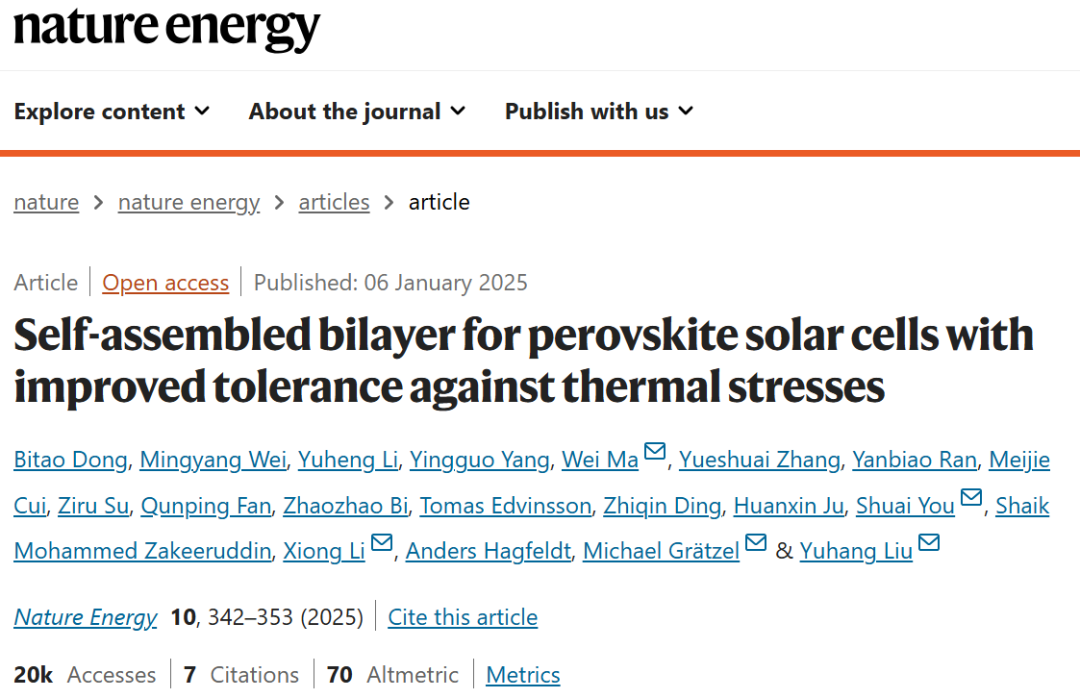 nature energy
Explore content About the journal Publish with us
nature > nature energy > articles > article
Article | Open access | Published: 06 January 2025
Self-assembled bilayer for perovskite solar cells with
improved tolerance against thermal stresses
Bitao Dong, Mingyang Wei, Yuheng Li, Yingguo Yang, Wei Ma, Yueshuai Zhang, Yanbiao Ran, Meijie
Cui, Ziru Su, Qunping Fan, Zhaozhao Bi, Tomas Edvinsson, Zhiqin Ding, Huanxin Ju, Shuai You, Shaik
Mohammed Zakeeruddin, Xiong Li, Anders Hagfeldt, Michael Grätzel & Yuhang Liu
Nature Energy 10, 342–353 (2025) | Cite this article
20k Accesses | 7 Citations | 70 Altmetric | Metrics